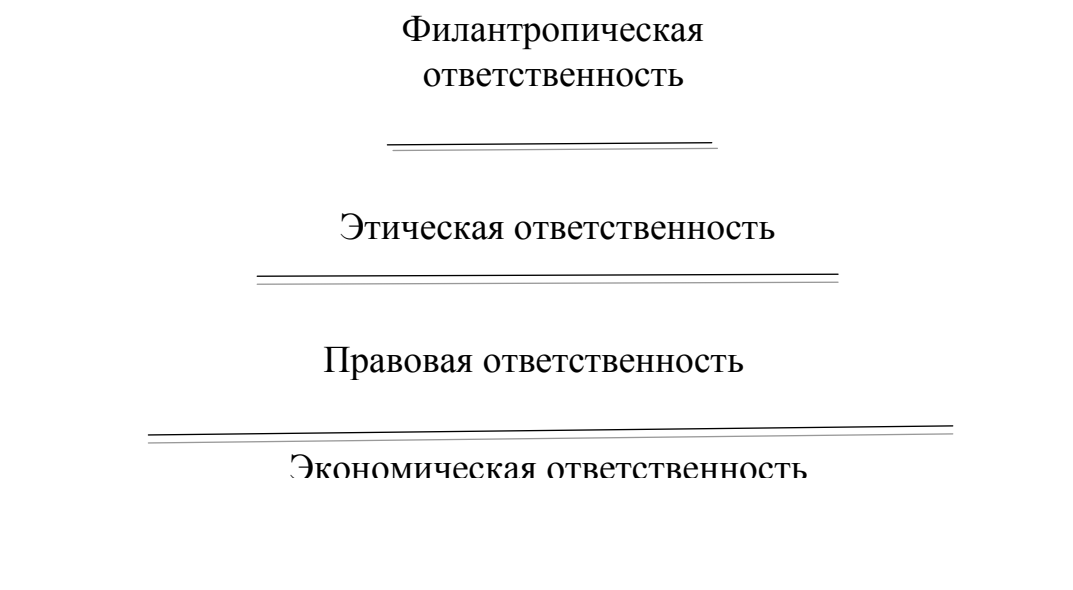 Филантропическая
ответственность
Этическая ответственность
Правовая ответственность
Экономическая ответственность